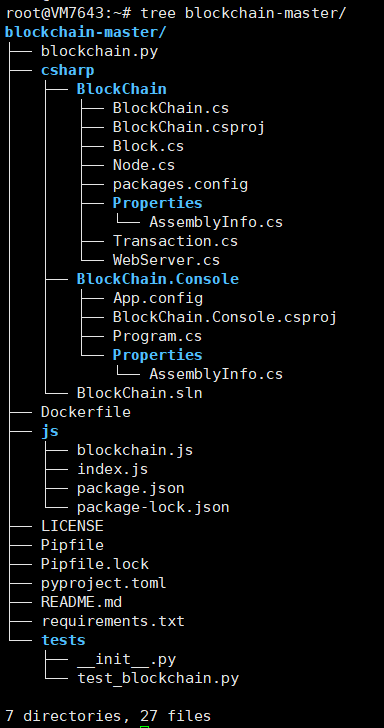 root@VM7643:~# tree blockchain-master/
blockchain-master/
├── blockchain.py
├── csharp
│   ├── BlockChain
│   │   ├── BlockChain.cs
│   │   ├── BlockChain.csproj
│   │   ├── Block.cs
│   │   ├── Node.cs
│   │   ├── packages.config
│   │   ├── Properties
│   │   │   └── AssemblyInfo.cs
│   │   ├── Transaction.cs
│   │   └── WebServer.cs
│   ├── BlockChain.Console
│   │   ├── App.config
│   │   ├── BlockChain.Console.csproj
│   │   ├── Program.cs
│   │   └── Properties
│   │       └── AssemblyInfo.cs
│   └── BlockChain.sln
├── Dockerfile
├── js
│   ├── blockchain.js
│   ├── index.js
│   ├── package.json
│   └── package-lock.json
├── LICENSE
├── Pipfile
├── Pipfile.lock
├── pyproject.toml
├── README.md
├── requirements.txt
└── tests
    ├── __init__.py
    └── test_blockchain.py

7 directories, 27 files